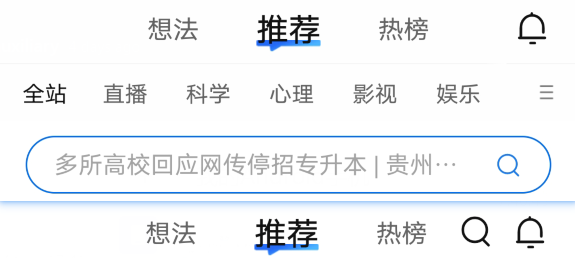 想法 推荐 热榜
全站 直播 科学 心理 影视 娱乐
多所高校回应网传停招专升本 | 贵州…
想法 推荐 热榜